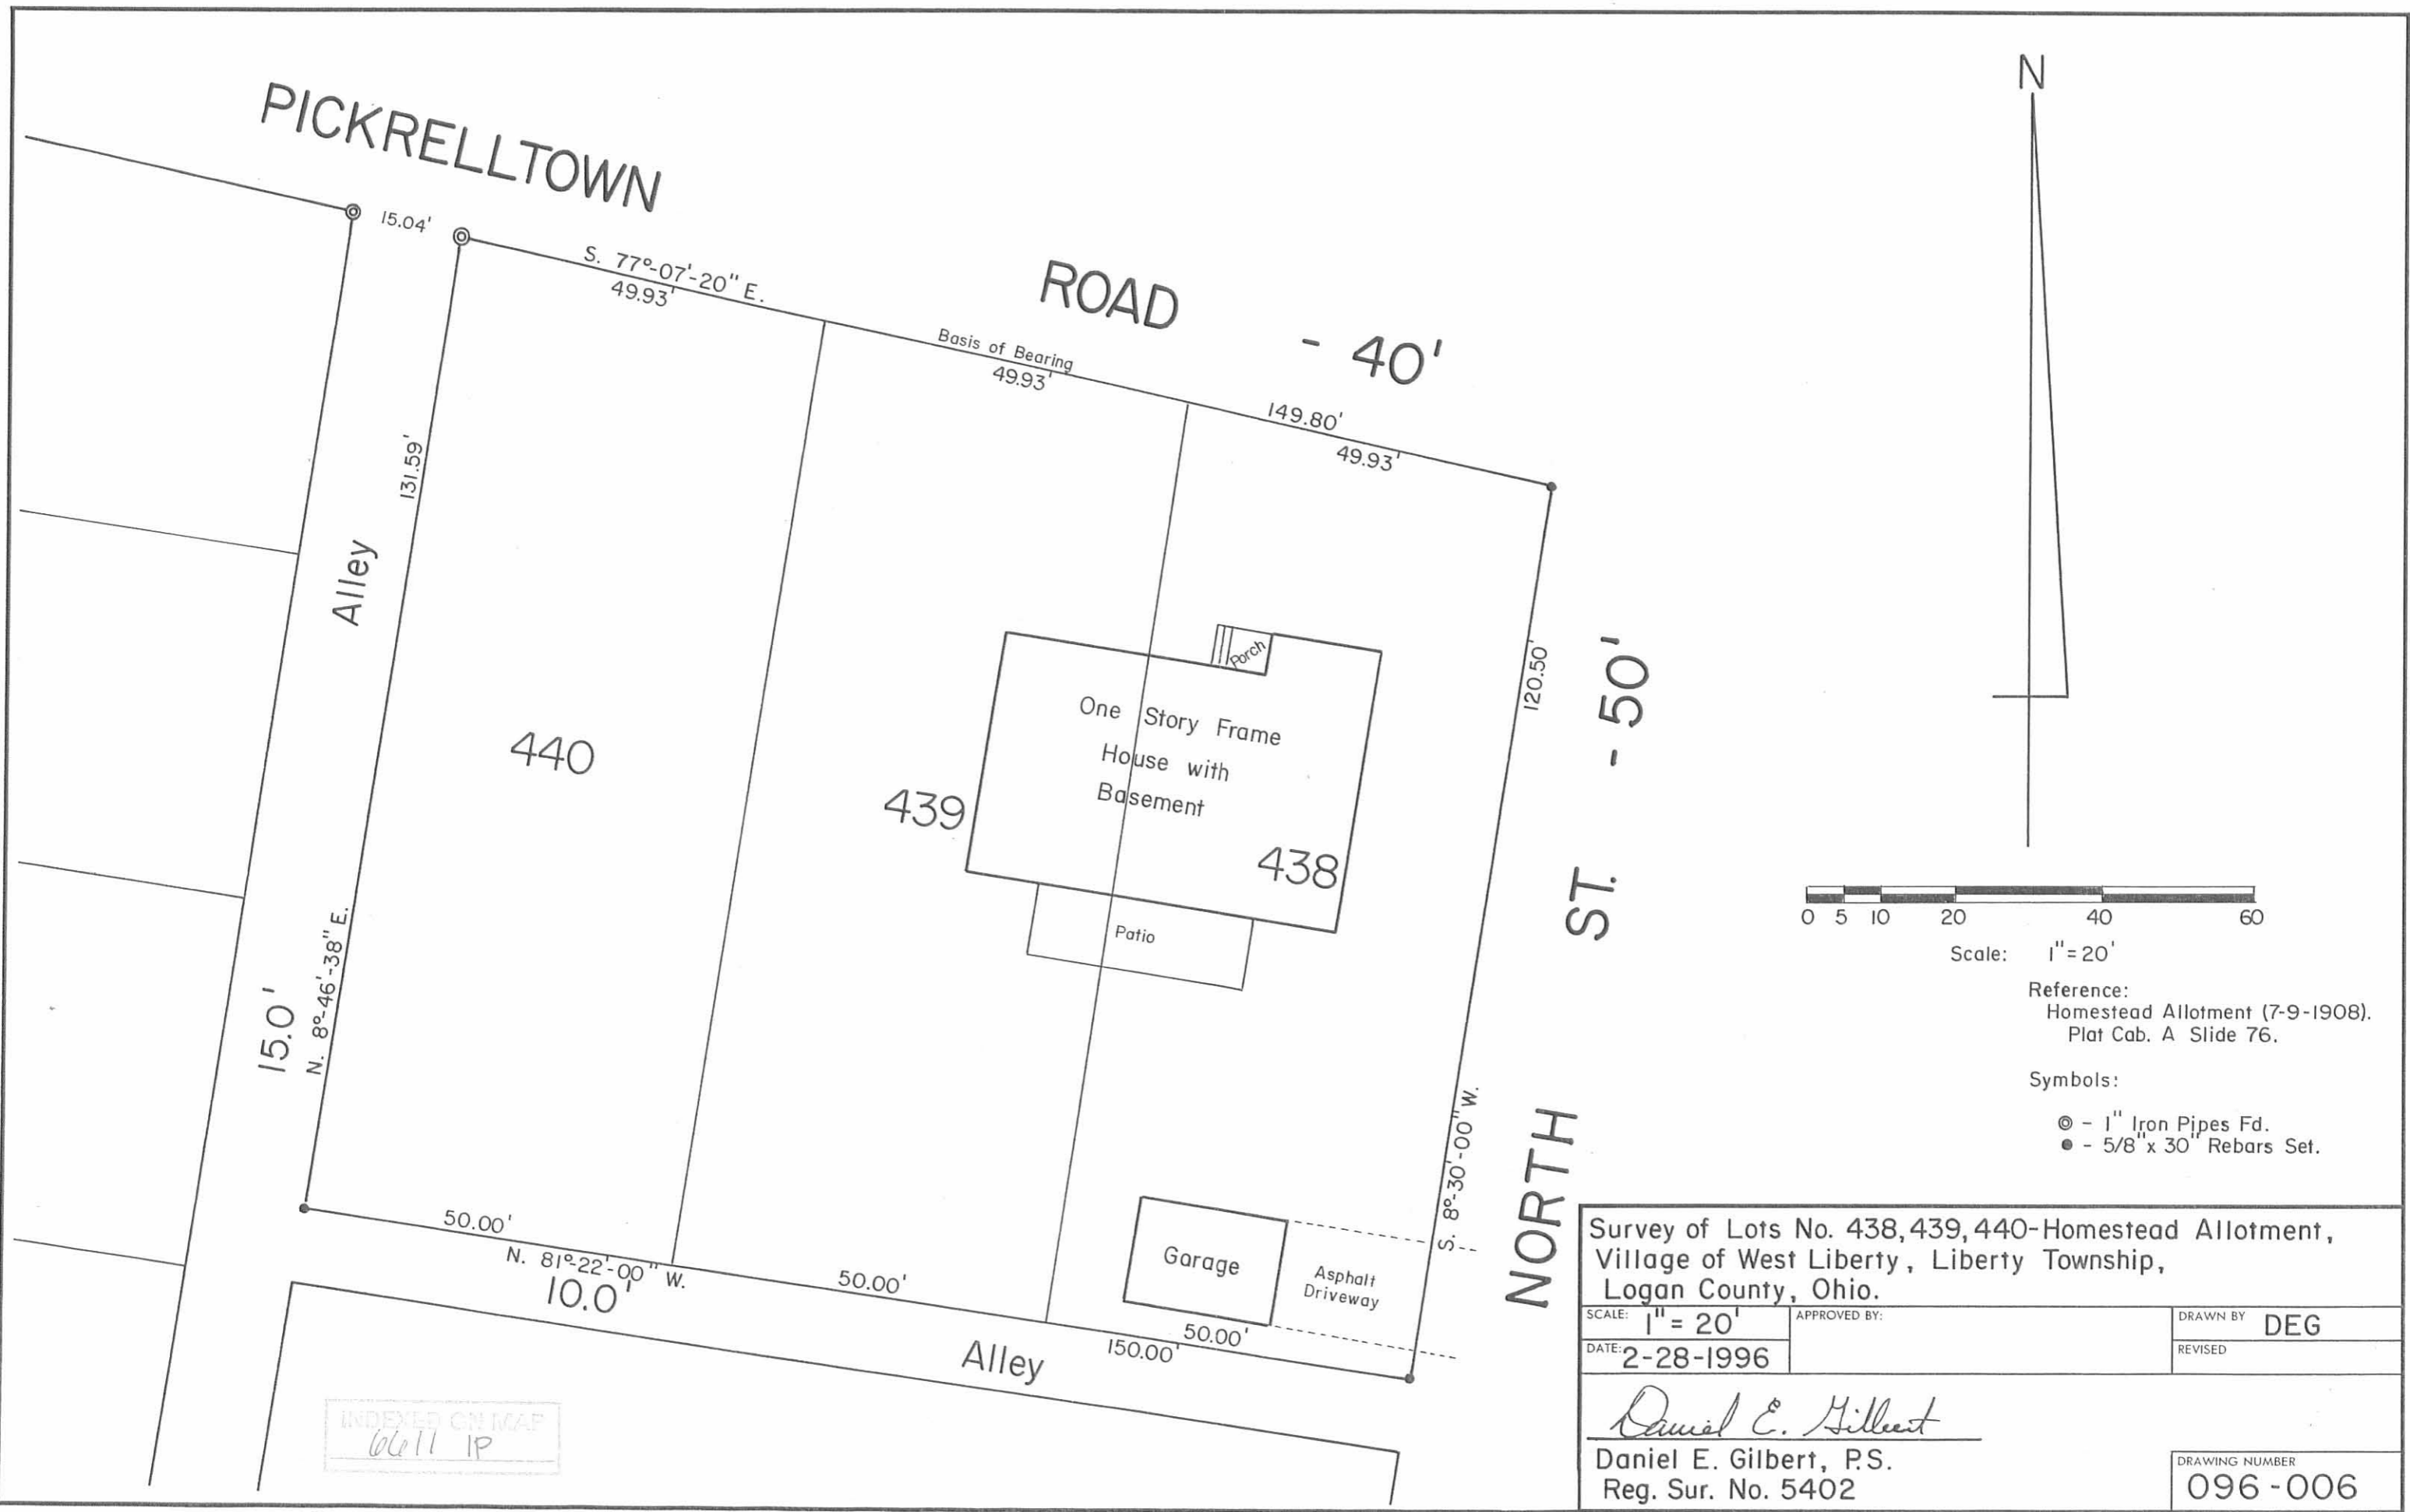 N
PICKRELLTOWN
ROAD - 40'
15.04'
S. 77°-07'-20" E.
49.93'
Basis of Bearing
49.93'
149.80'
49.93'
131.59'
Alley
N. 8°-46'-38" E.
15.0'
120.50'
S. 8°-30'-00" W.
NORTH ST. - 50'
Porch
One Story Frame
House with
Basement
440
439
438
Patio
Garage
Asphalt
Driveway
50.00'
N. 81°-22'-00" W.
10.0'
50.00'
50.00'
150.00'
Alley
0 5 10 20 40 60
Scale: 1"=20'
Reference:
Homestead Allotment (7-9-1908).
Plat Cab. A Slide 76.
Symbols:
◎ - 1" Iron Pipes Fd.
● - 5/8" x 30" Rebars Set.
INDEXED ON MAP
6611 1P
Survey of Lots No. 438, 439, 440-Homestead Allotment,
Village of West Liberty, Liberty Township,
Logan County, Ohio.
SCALE: 1" = 20'
APPROVED BY:
DRAWN BY DEG
DATE: 2-28-1996
REVISED
Daniel E. Gilbert
Daniel E. Gilbert, P.S.
Reg. Sur. No. 5402
DRAWING NUMBER
096-006